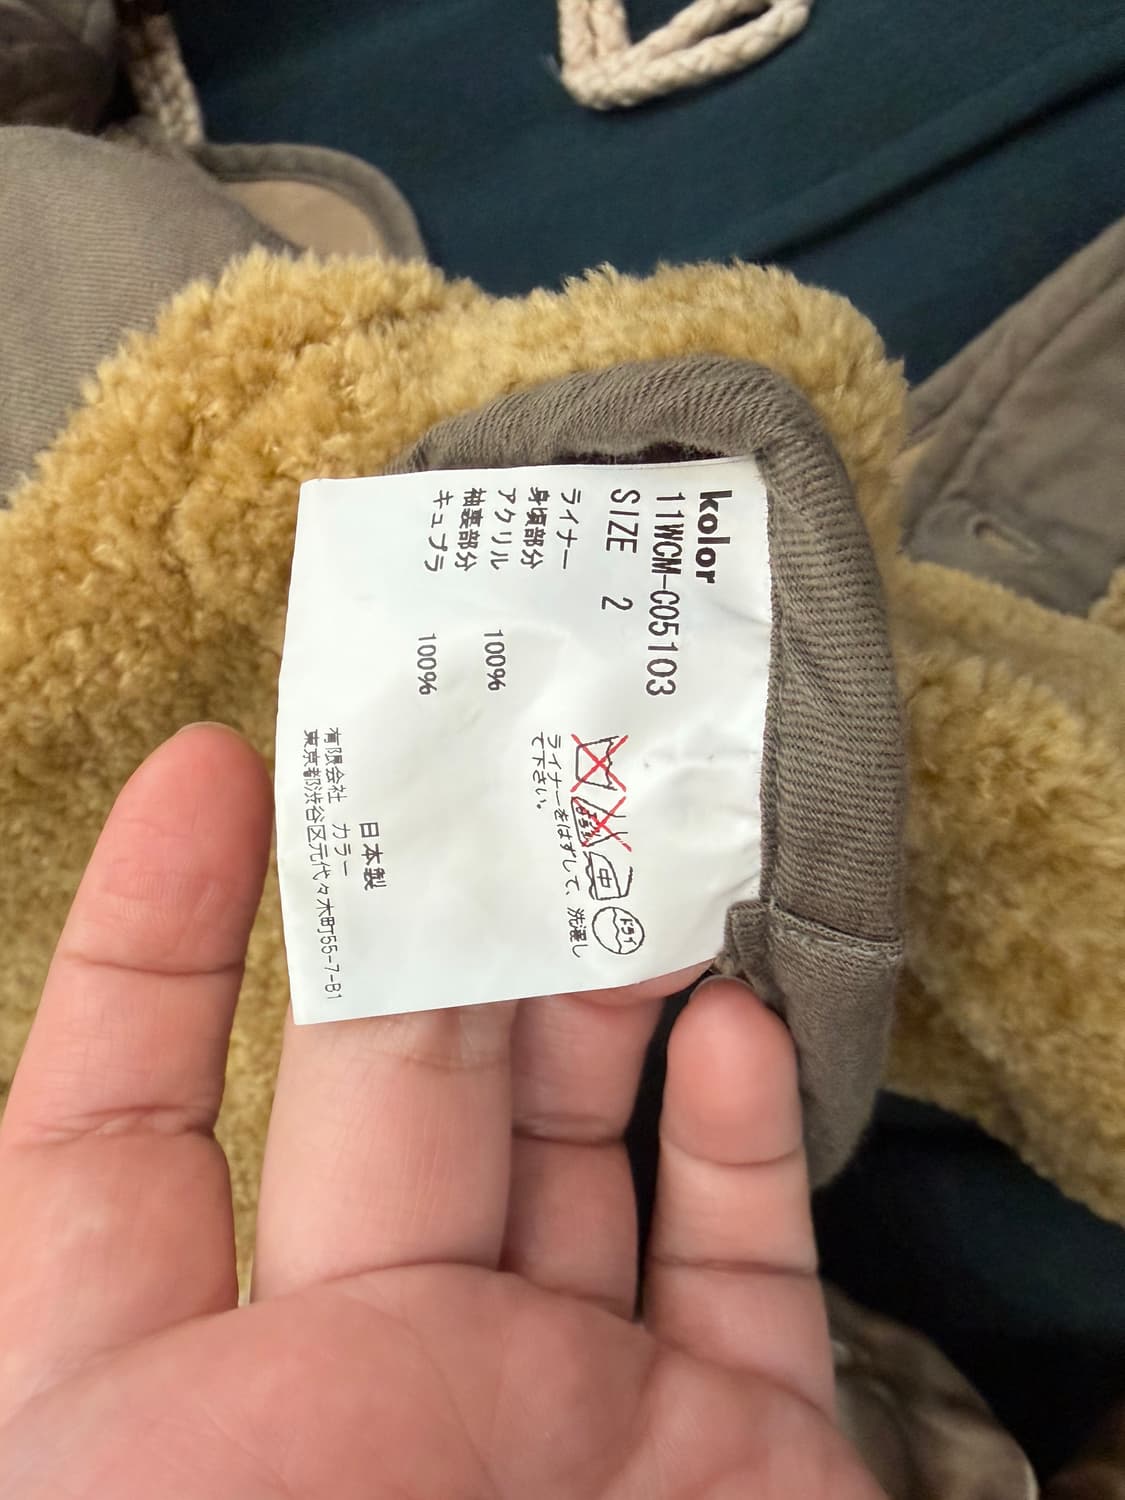 kolor
11WCM-C05103
SIZE 2
ライナー
身頃部分
アクリル 100%
袖裏部分
キュプラ 100%
中
ドライ
ライナーをはずして、洗濯し
て下さい。
日本製
有限会社 カラー
東京都渋谷区元代々木町55-7-B1